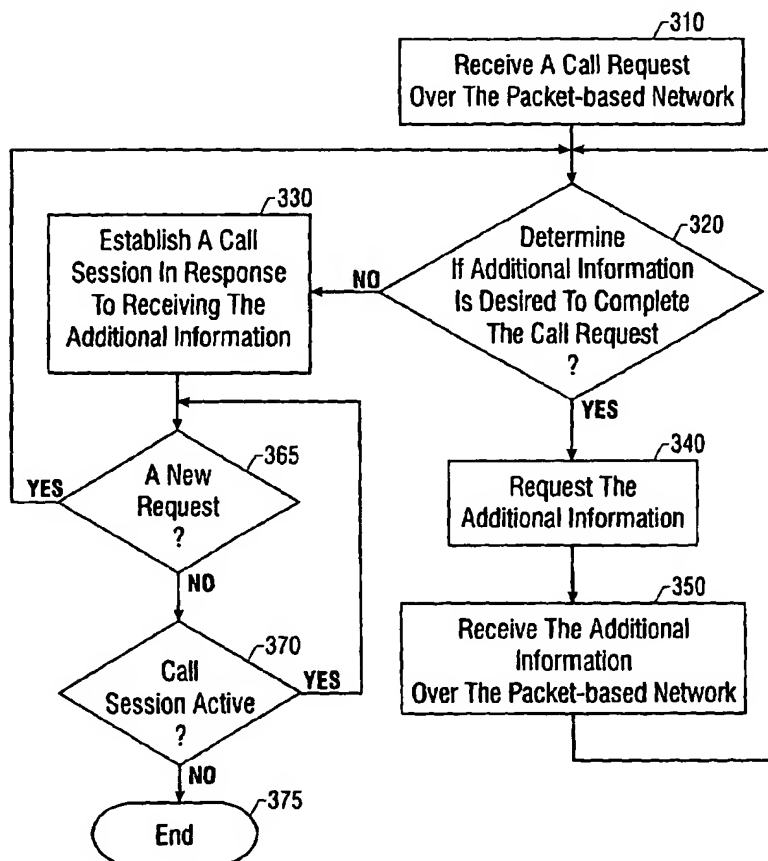 310
Receive A Call Request
Over The Packet-based Network
330
Establish A Call
Session In Response
To Receiving The
Additional Information
NO
320
Determine
If Additional Information
Is Desired To Complete
The Call Request
?
YES
365
A New
Request
?
YES
NO
340
Request The
Additional Information
350
Receive The Additional
Information
Over The Packet-based Network
370
Call
Session Active
?
YES
NO
375
End